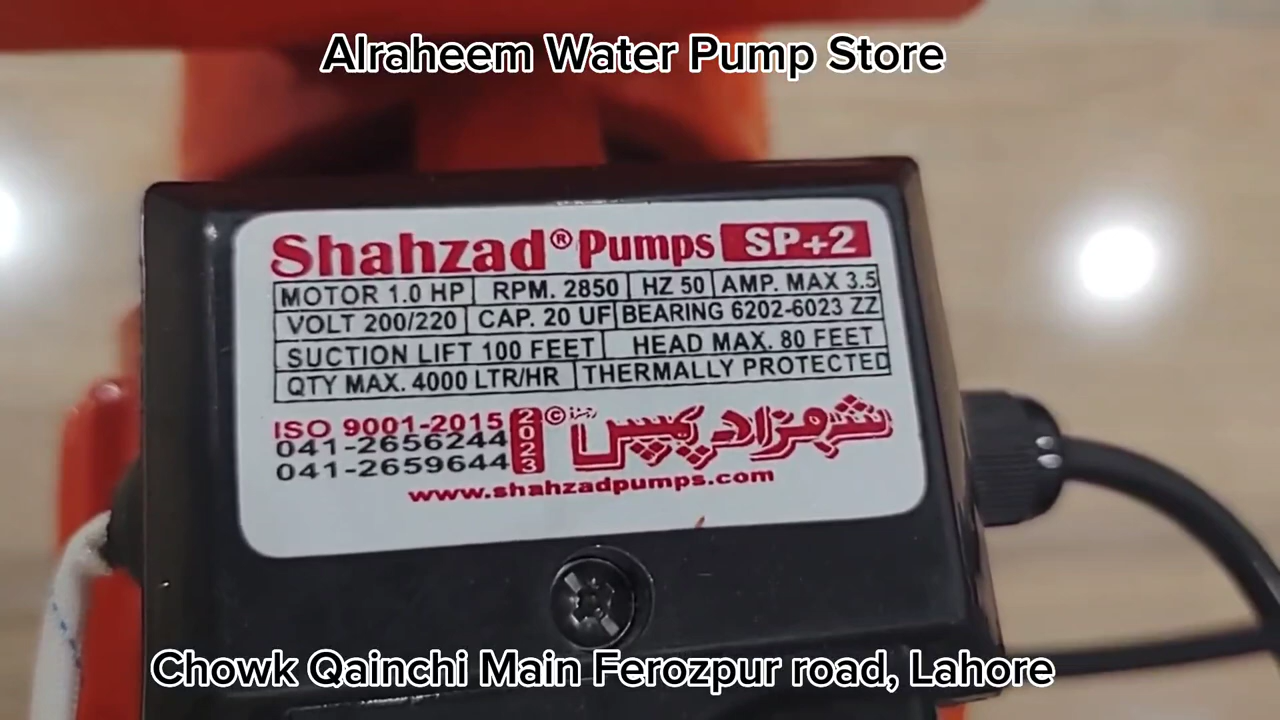 Alraheem Water Pump Store
Shahzad® Pumps SP+2
MOTOR 1.0 HP RPM. 2850 HZ 50 AMP. MAX 3.5
VOLT 200/220 CAP. 20 UF BEARING 6202-6023 ZZ
SUCTION LIFT 100 FEET HEAD MAX. 80 FEET
QTY MAX. 4000 LTR/HR THERMALLY PROTECTED
ISO 9001-2015 2023 © شہزاد پمپس
041-2656244
041-2659644
www.shahzadpumps.com
Chowk Qainchi Main Ferozpur road, Lahore